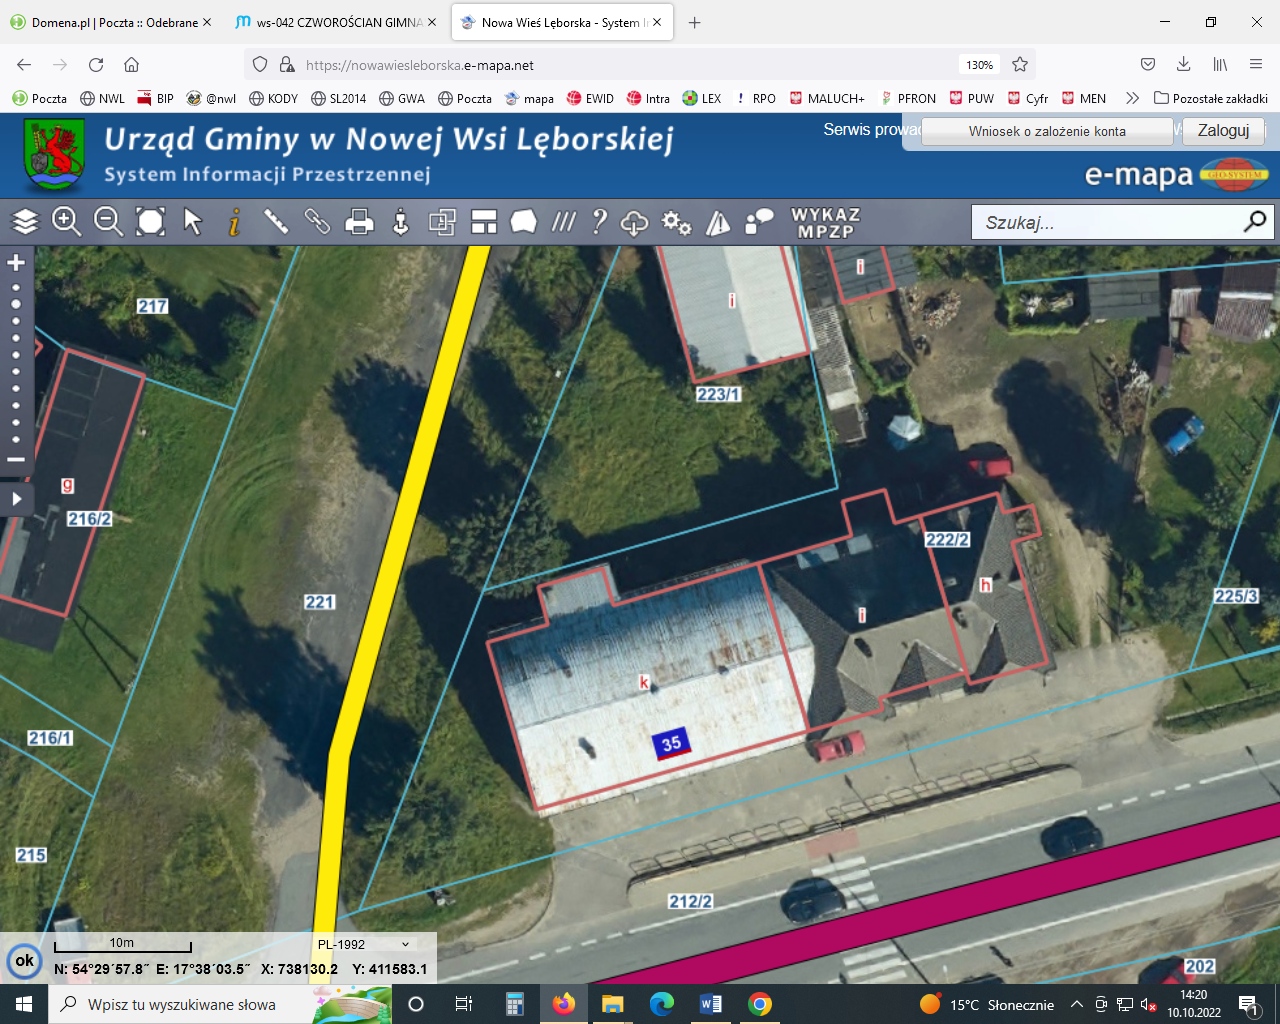 Domena.pl | Poczta :: Odebrane
ws-042 CZWOROŚCIAN GIMNA
Nowa Wieś Lęborska - System I
https://nowawiesleborska.e-mapa.net
130%
Poczta NWL BIP @nwl KODY SL2014 GWA Poczta mapa EWID Intra LEX RPO MALUCH+ PFRON PUW Cyfr MEN Pozostałe zakładki
Urząd Gminy w Nowej Wsi Lęborskiej
System Informacji Przestrzennej
Serwis prowad
Wniosek o założenie konta
Zaloguj
e-mapa
GEO-SYSTEM
WYKAZ
MPZP
Szukaj...
217
i
i
223/1
g
216/2
222/2
h
i
221
225/3
k
35
216/1
215
212/2
202
10m
PL-1992
ok
N: 54°29´57.8˝ E: 17°38´03.5˝ X: 738130.2 Y: 411583.1
Wpisz tu wyszukiwane słowa
15°C Słonecznie
14:20
10.10.2022
1